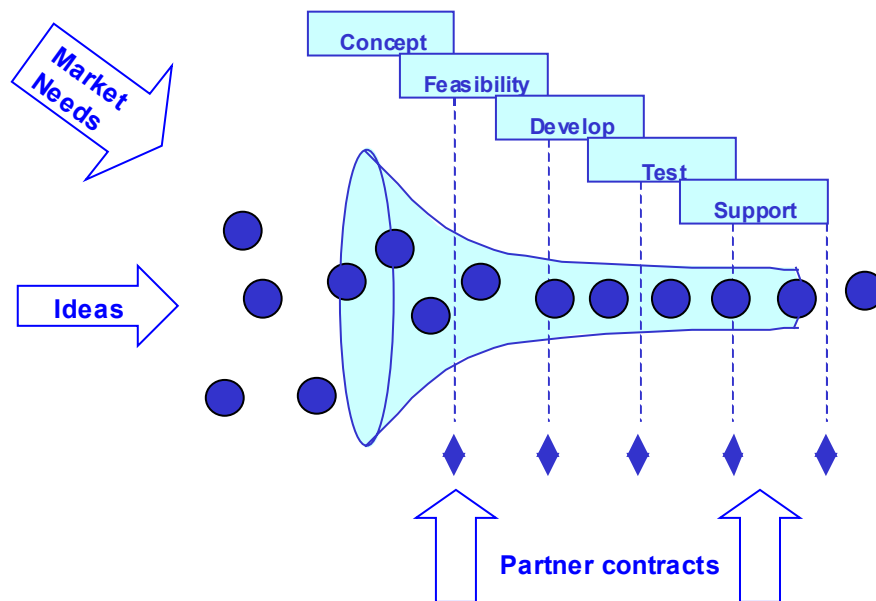 Concept
Market
Needs
Feasibility
Develop
Test
Support
Ideas
Partner contracts